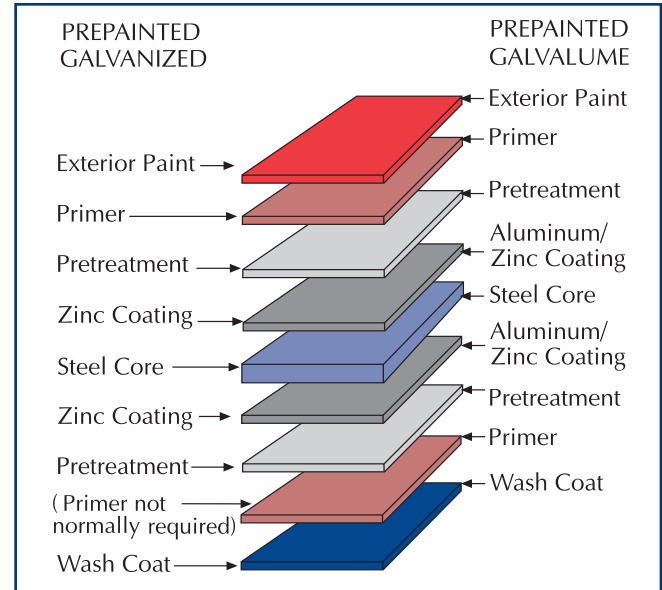 PREPAINTED
GALVANIZED
Exterior Paint
Primer
Pretreatment
Zinc Coating
Steel Core
Zinc Coating
Pretreatment
( Primer not
normally required)
Wash Coat
PREPAINTED
GALVALUME
Exterior Paint
Primer
Pretreatment
Aluminum/
Zinc Coating
Steel Core
Aluminum/
Zinc Coating
Pretreatment
Primer
Wash Coat